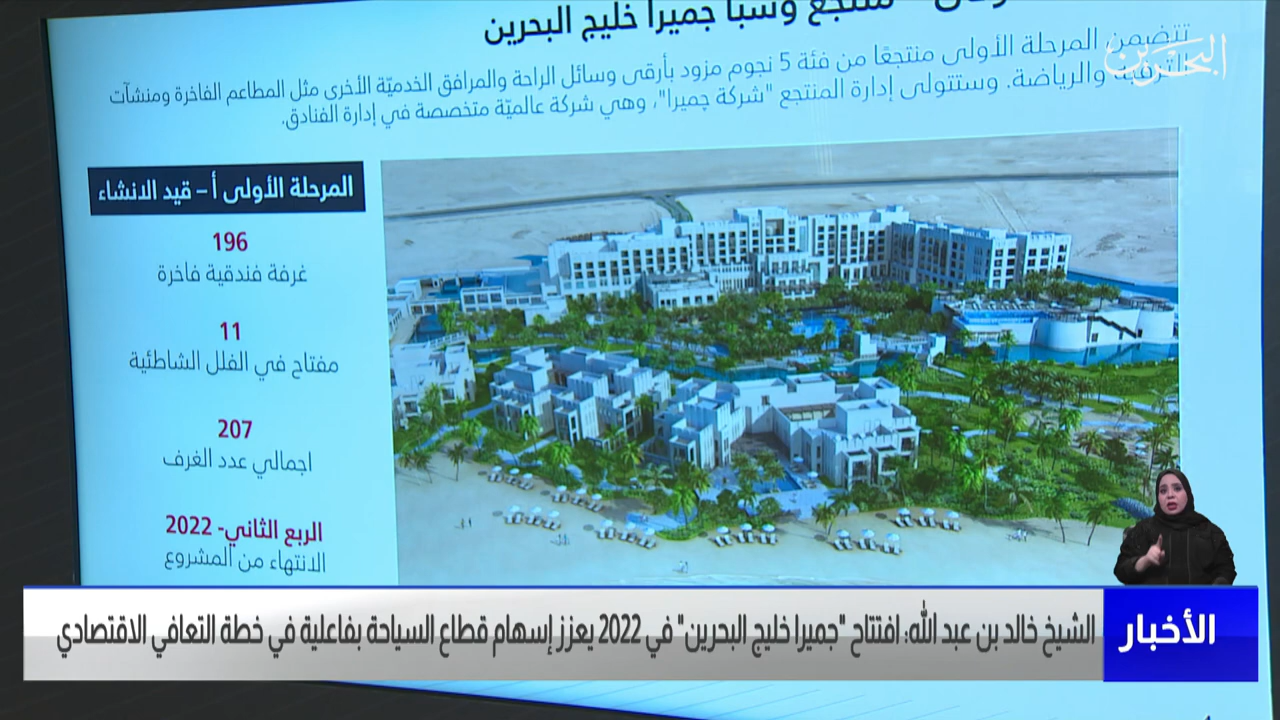 منتجع وسبا جميرا خليج البحرين
تتضمن المرحلة الأولى منتجعًا من فئة 5 نجوم مزود بأرقى وسائل الراحة والمرافق الخدميّة الأخرى مثل المطاعم الفاخرة ومنشآت
الترفيه والرياضة. وستتولى إدارة المنتجع "شركة جميرا"، وهي شركة عالميّة متخصصة في إدارة الفنادق.
البحرين
المرحلة الأولى أ – قيد الانشاء
196
غرفة فندقية فاخرة
11
مفتاح في الفلل الشاطئية
207
اجمالي عدد الغرف
الربع الثاني- 2022
الانتهاء من المشروع
الأخبار
الشيخ خالد بن عبد الله: افتتاح "جميرا خليج البحرين" في 2022 يعزز إسهام قطاع السياحة بفاعلية في خطة التعافي الاقتصادي